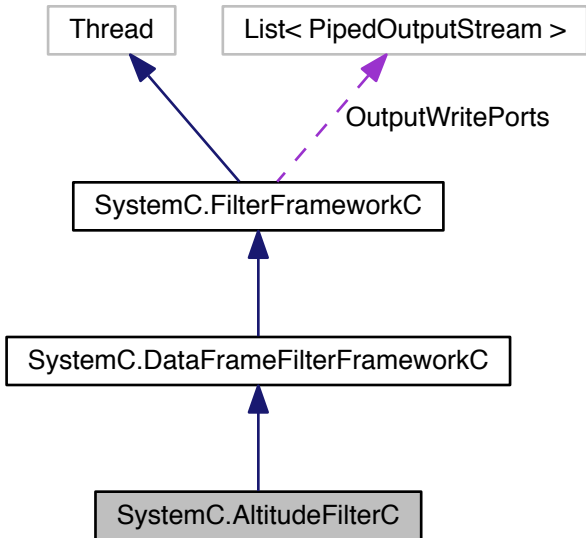 Thread
List< PipedOutputStream >
OutputWritePorts
SystemC.FilterFrameworkC
SystemC.DataFrameFilterFrameworkC
SystemC.AltitudeFilterC